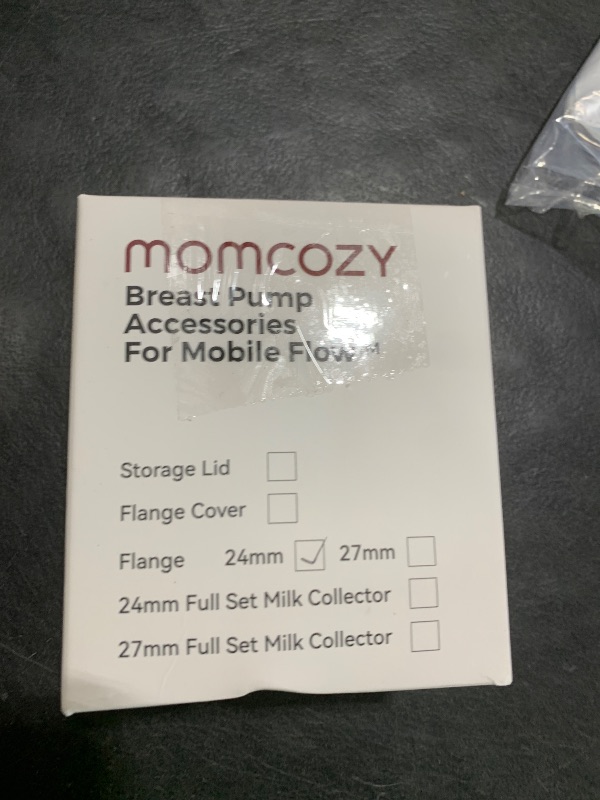 momcozy
Breast Pump
Accessories
For Mobile Flow™
Storage Lid
Flange Cover
Flange 24mm ✓ 27mm
24mm Full Set Milk Collector
27mm Full Set Milk Collector